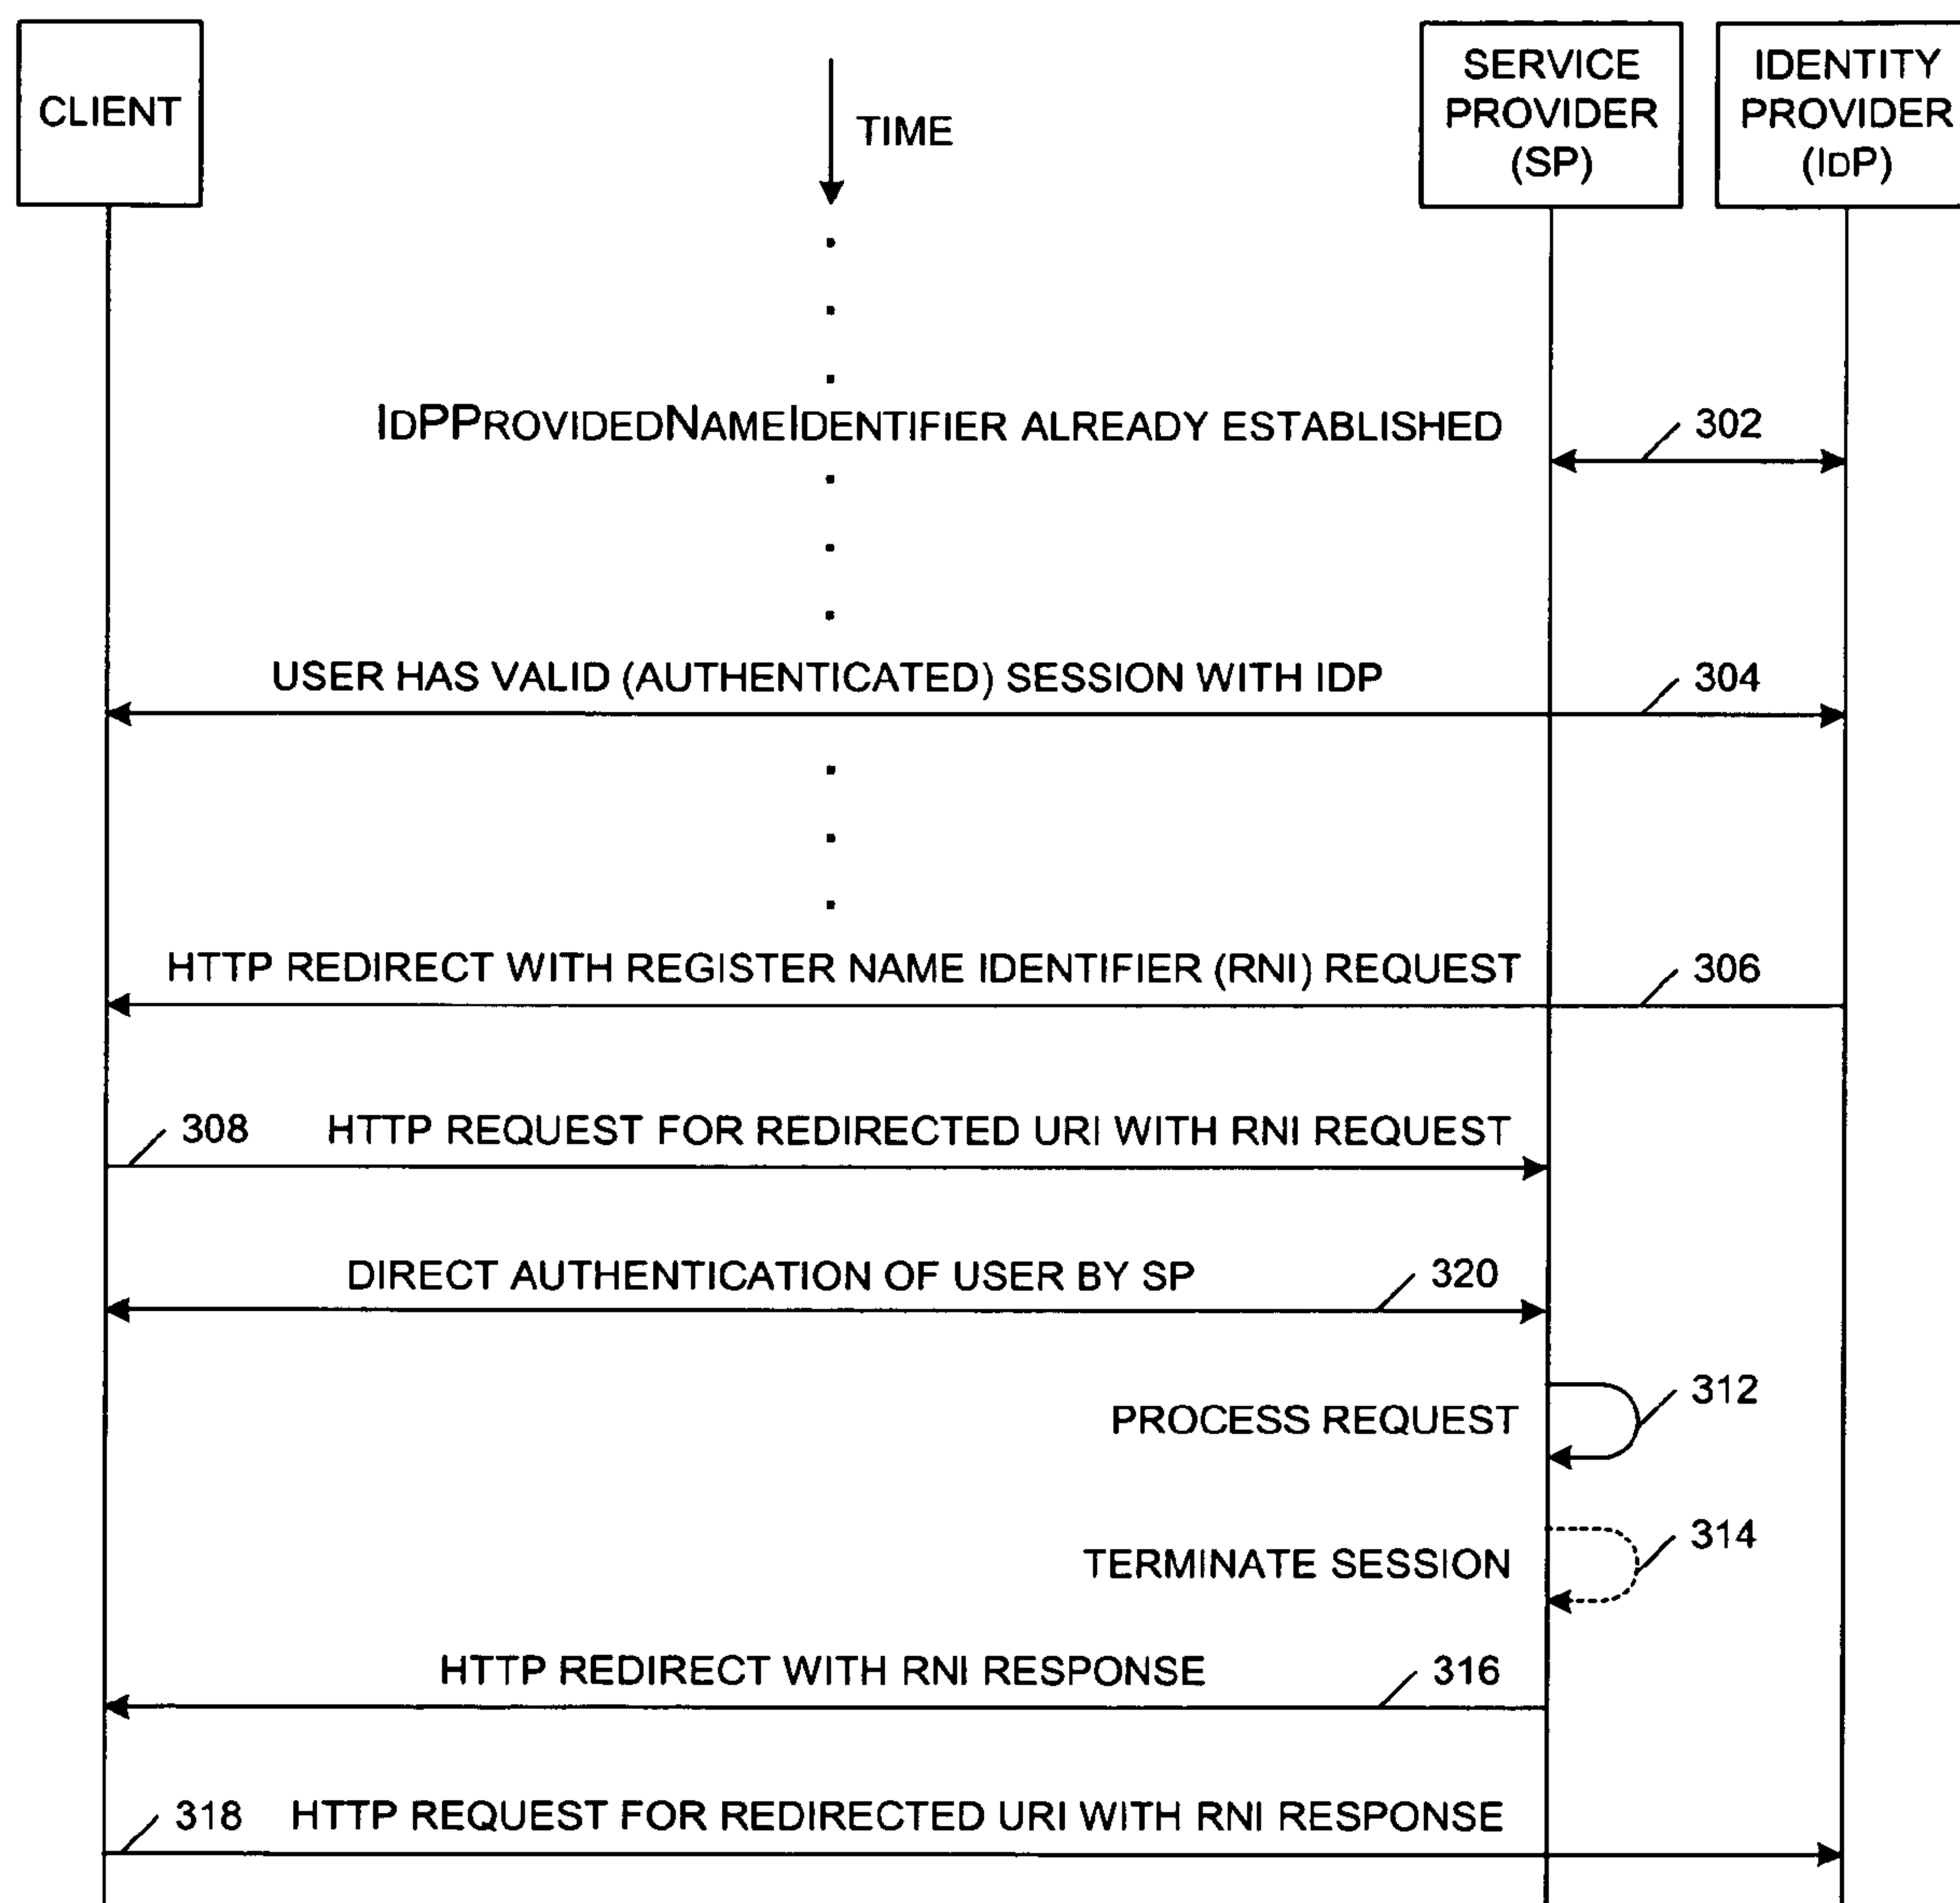 CLIENT
TIME
SERVICE
PROVIDER
(SP)
IDENTITY
PROVIDER
(IDP)
IDPPROVIDEDNAMEIDENTIFIER ALREADY ESTABLISHED
302
USER HAS VALID (AUTHENTICATED) SESSION WITH IDP
304
HTTP REDIRECT WITH REGISTER NAME IDENTIFIER (RNI) REQUEST
306
308
HTTP REQUEST FOR REDIRECTED URI WITH RNI REQUEST
DIRECT AUTHENTICATION OF USER BY SP
320
PROCESS REQUEST
312
TERMINATE SESSION
314
HTTP REDIRECT WITH RNI RESPONSE
316
318
HTTP REQUEST FOR REDIRECTED URI WITH RNI RESPONSE